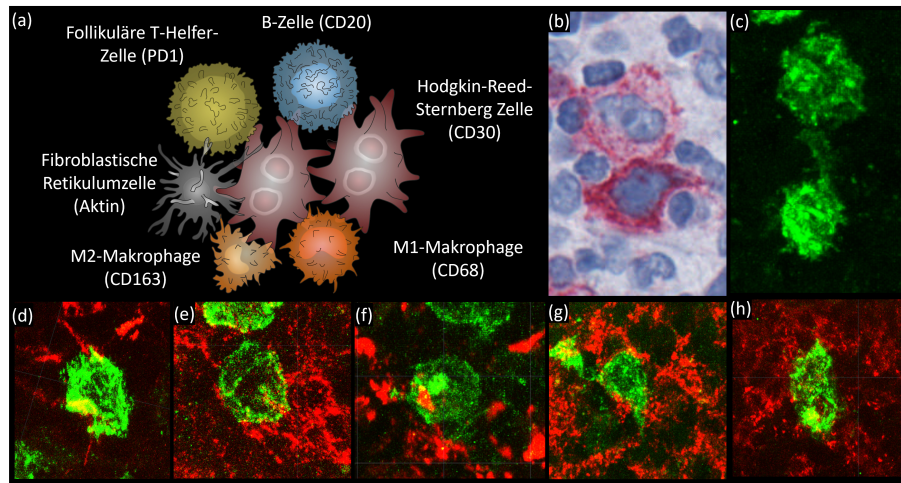 (a)
Follikuläre T-Helfer-
Zelle (PD1)
B-Zelle (CD20)
Hodgkin-Reed-
Sternberg Zelle
(CD30)
Fibroblastische
Retikulumzelle
(Aktin)
M2-Makrophage
(CD163)
M1-Makrophage
(CD68)
(b)
(c)
(d)
(e)
(f)
(g)
(h)